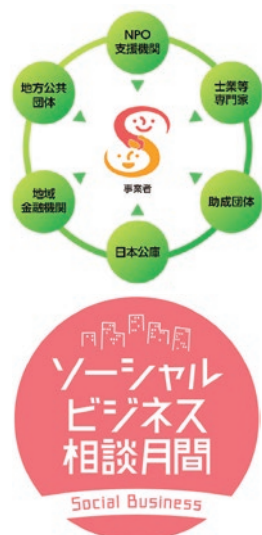 NPO
支援機関
地方公共
団体
士業等
専門家
事業者
地域
金融機関
助成団体
日本公庫
ソーシャル
ビジネス
相談月間
Social Business